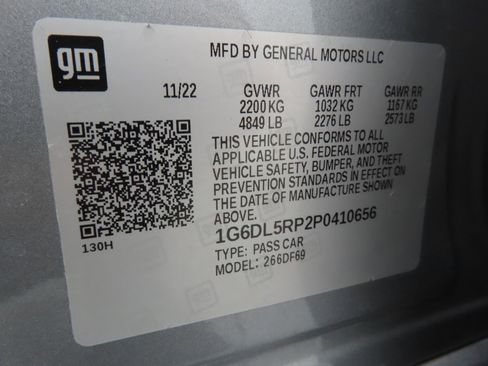 gm
MFD BY GENERAL MOTORS LLC
11/22 GVWR GAWR FRT GAWR RR
2200 KG 1032 KG 1167 KG
4849 LB 2276 LB 2573 LB
THIS VEHICLE CONFORMS TO ALL
APPLICABLE U.S. FEDERAL MOTOR
VEHICLE SAFETY, BUMPER, AND THEFT
PREVENTION STANDARDS IN EFFECT ON
THE DATE OF MANUFACTURE SHOWN
ABOVE.
1G6DL5RP2P0410656
TYPE: PASS CAR
MODEL: 266DF69
130H